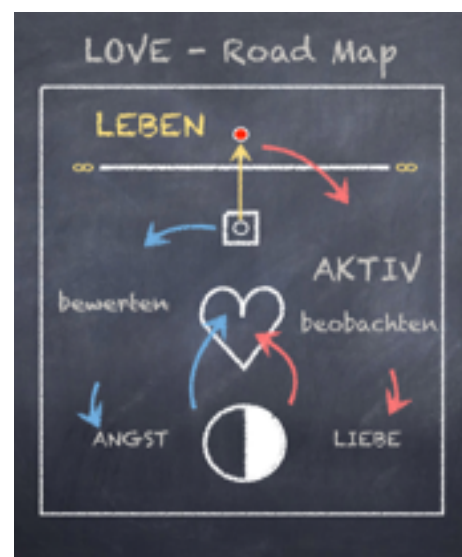 LOVE - Road Map
LEBEN
∞ ∞
AKTIV
bewerten
beobachten
ANGST
LIEBE